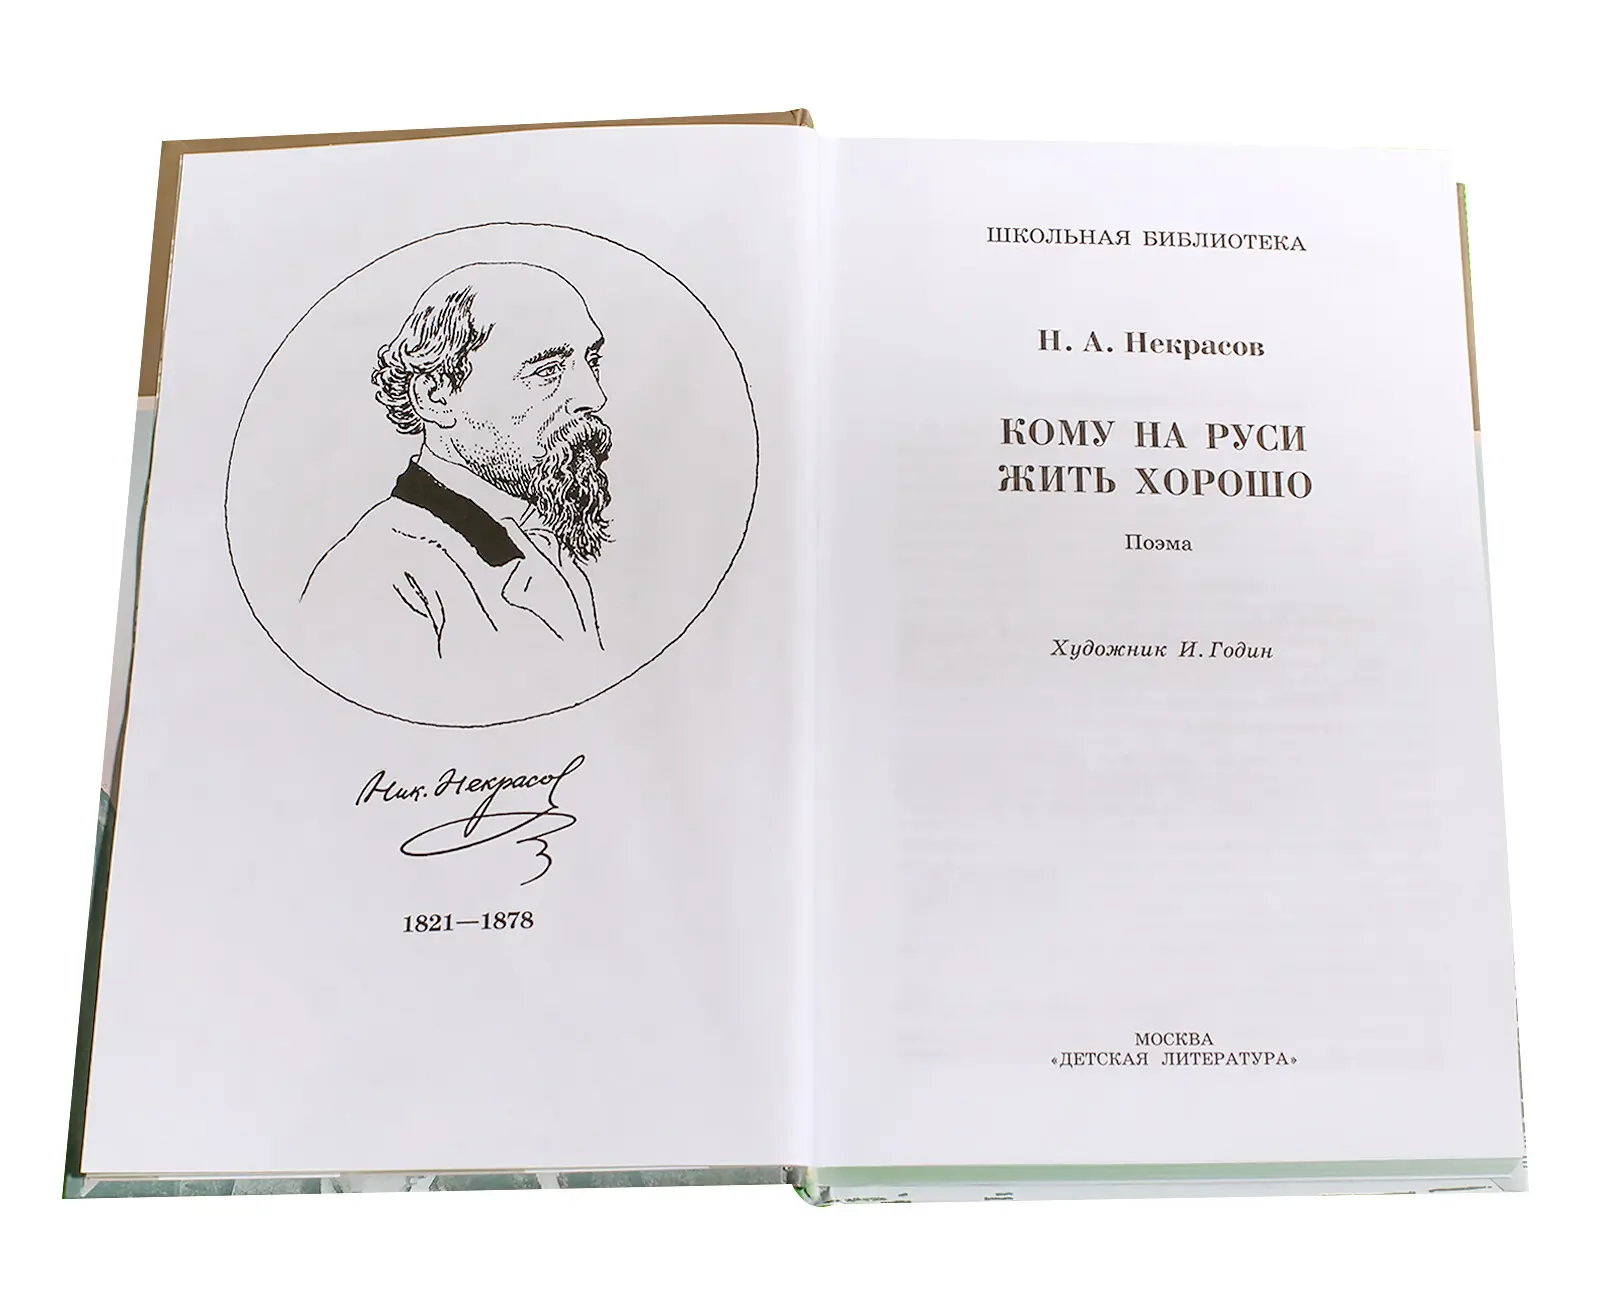 Ник. Некрасов
1821—1878
ШКОЛЬНАЯ БИБЛИОТЕКА
Н. А. Некрасов
КОМУ НА РУСИ
ЖИТЬ ХОРОШО
Поэма
Художник И. Годин
МОСКВА
«ДЕТСКАЯ ЛИТЕРАТУРА»